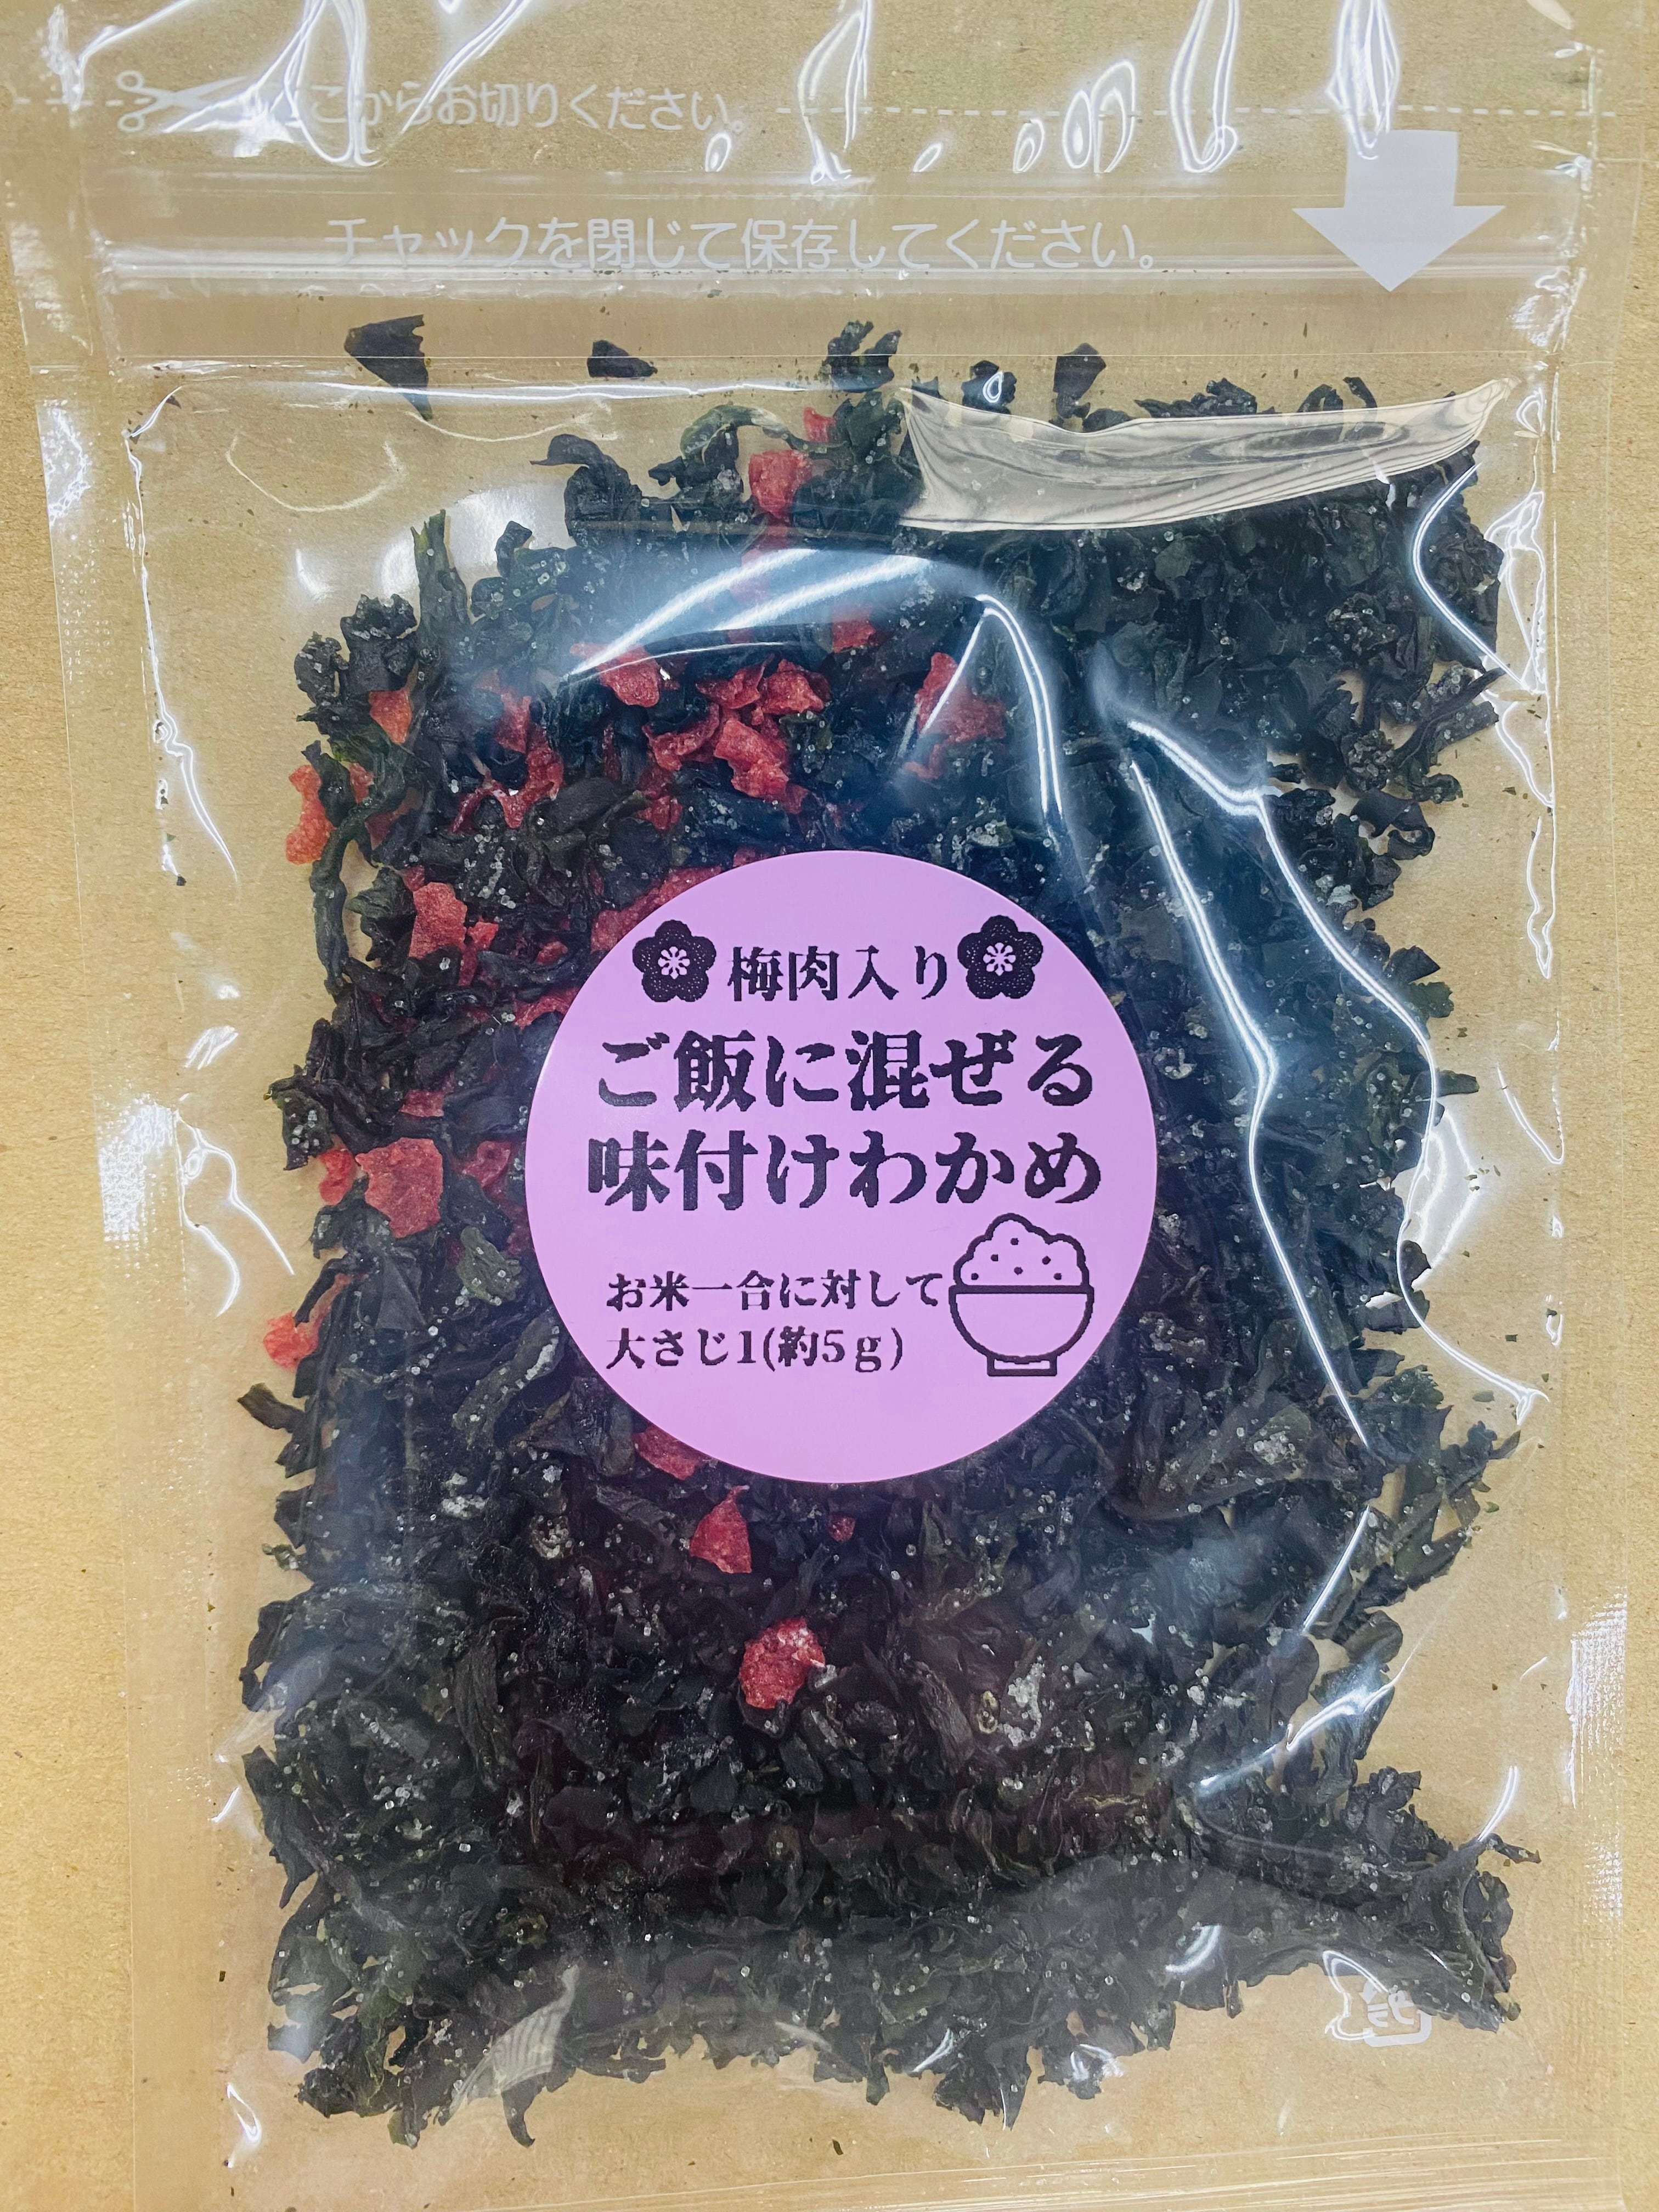 ここからお切りください。
チャックを閉じて保存してください。
梅肉入り
ご飯に混ぜる
味付けわかめ
お米一合に対して
大さじ1(約5g)